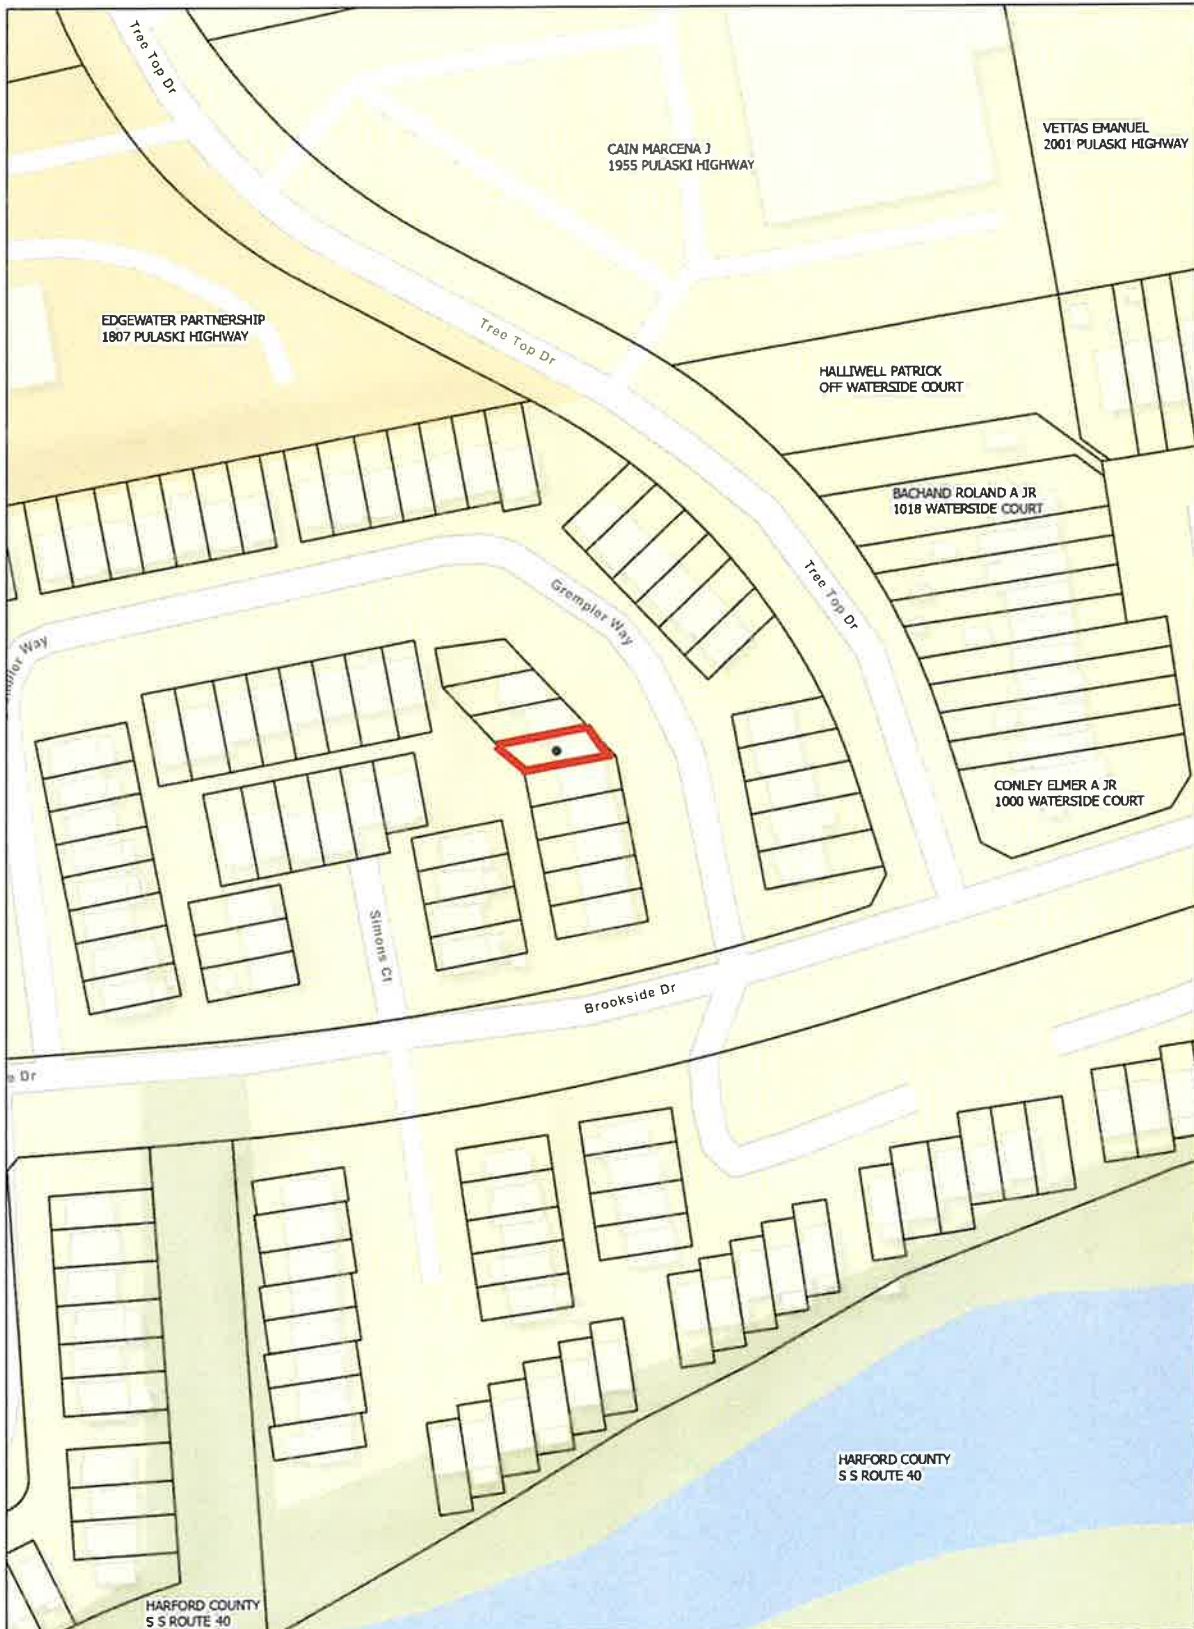 Tree Top Dr
CAIN MARCENA J
1955 PULASKI HIGHWAY
VETTAS EMANUEL
2001 PULASKI HIGHWAY
EDGEWATER PARTNERSHIP
1807 PULASKI HIGHWAY
Tree Top Dr
HALLIWELL PATRICK
OFF WATERSIDE COURT
BACHAND ROLAND A JR
1018 WATERSIDE COURT
Tree Top Dr
Grempler Way
mpler Way
CONLEY ELMER A JR
1000 WATERSIDE COURT
Simons Ct
Brookside Dr
e Dr
HARFORD COUNTY
S S ROUTE 40
HARFORD COUNTY
S S ROUTE 40